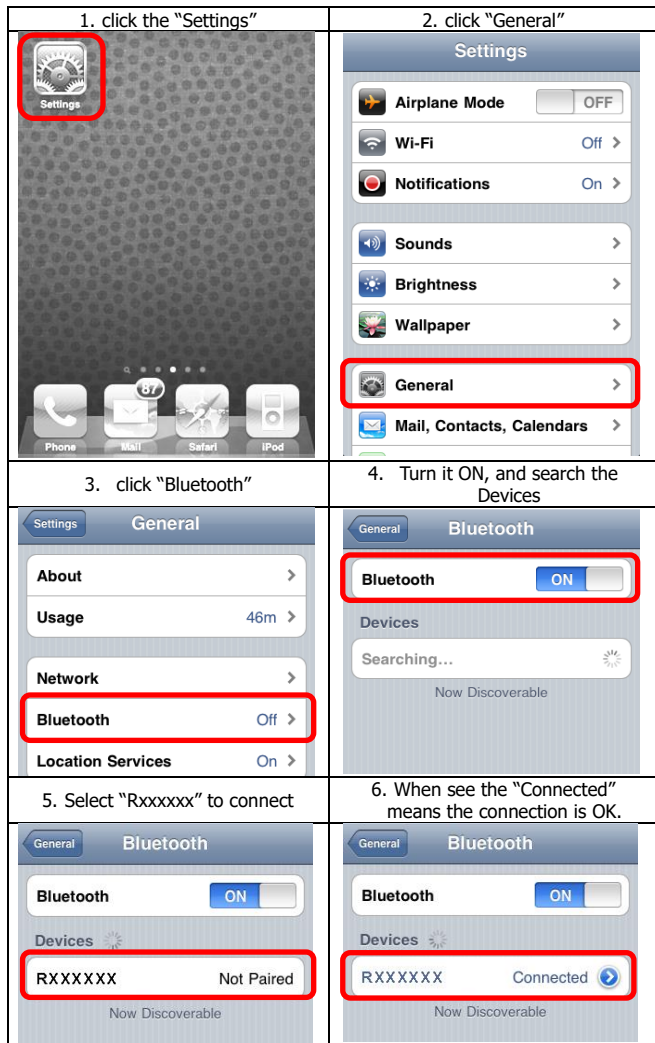 1. click the “Settings”
Settings
87
Phone
Mail
Safari
iPod
2. click “General”
Settings
Airplane Mode OFF
Wi-Fi Off
Notifications On
Sounds
Brightness
Wallpaper
General
Mail, Contacts, Calendars
3. click “Bluetooth”
Settings General
About
Usage 46m
Network
Bluetooth Off
Location Services On
4. Turn it ON, and search the
Devices
General Bluetooth
Bluetooth ON
Devices
Searching...
Now Discoverable
5. Select “Rxxxxxx” to connect
General Bluetooth
Bluetooth ON
Devices
RXXXXXX Not Paired
Now Discoverable
6. When see the “Connected”
means the connection is OK.
General Bluetooth
Bluetooth ON
Devices
RXXXXXX Connected
Now Discoverable